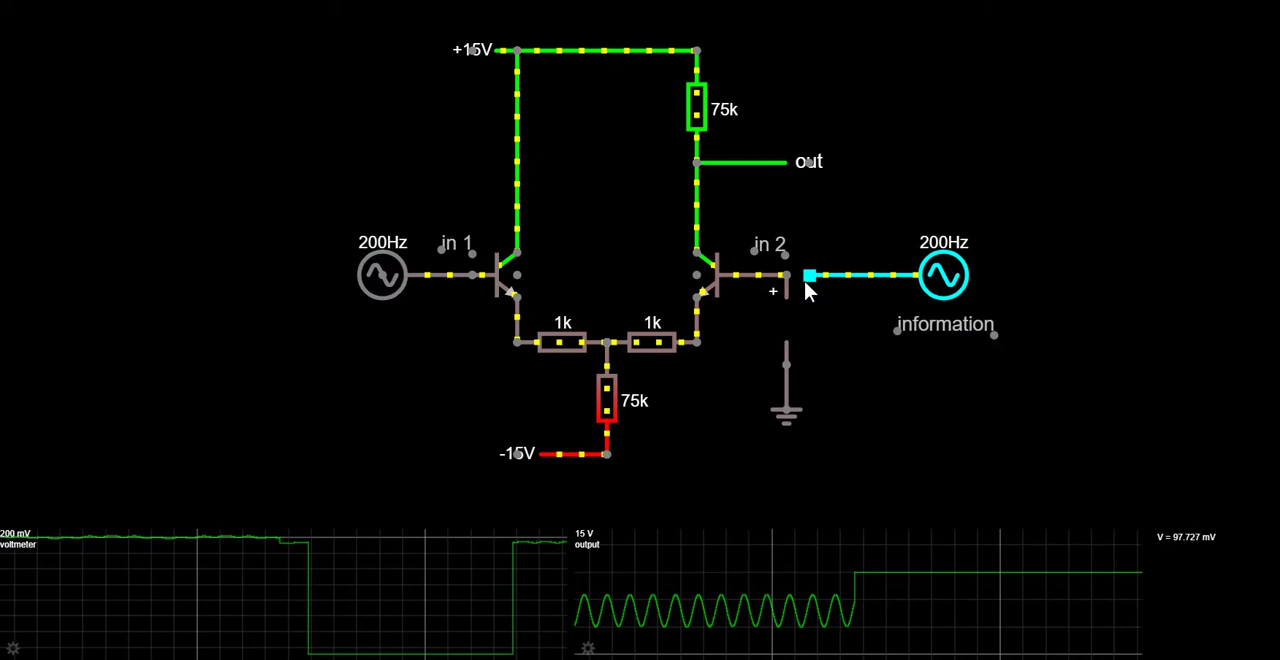 +15V
75k
out
200Hz
in 1
in 2
200Hz
+
information
1k
1k
75k
-15V
200 mV
voltmeter
15 V
output
V = 97.727 mV